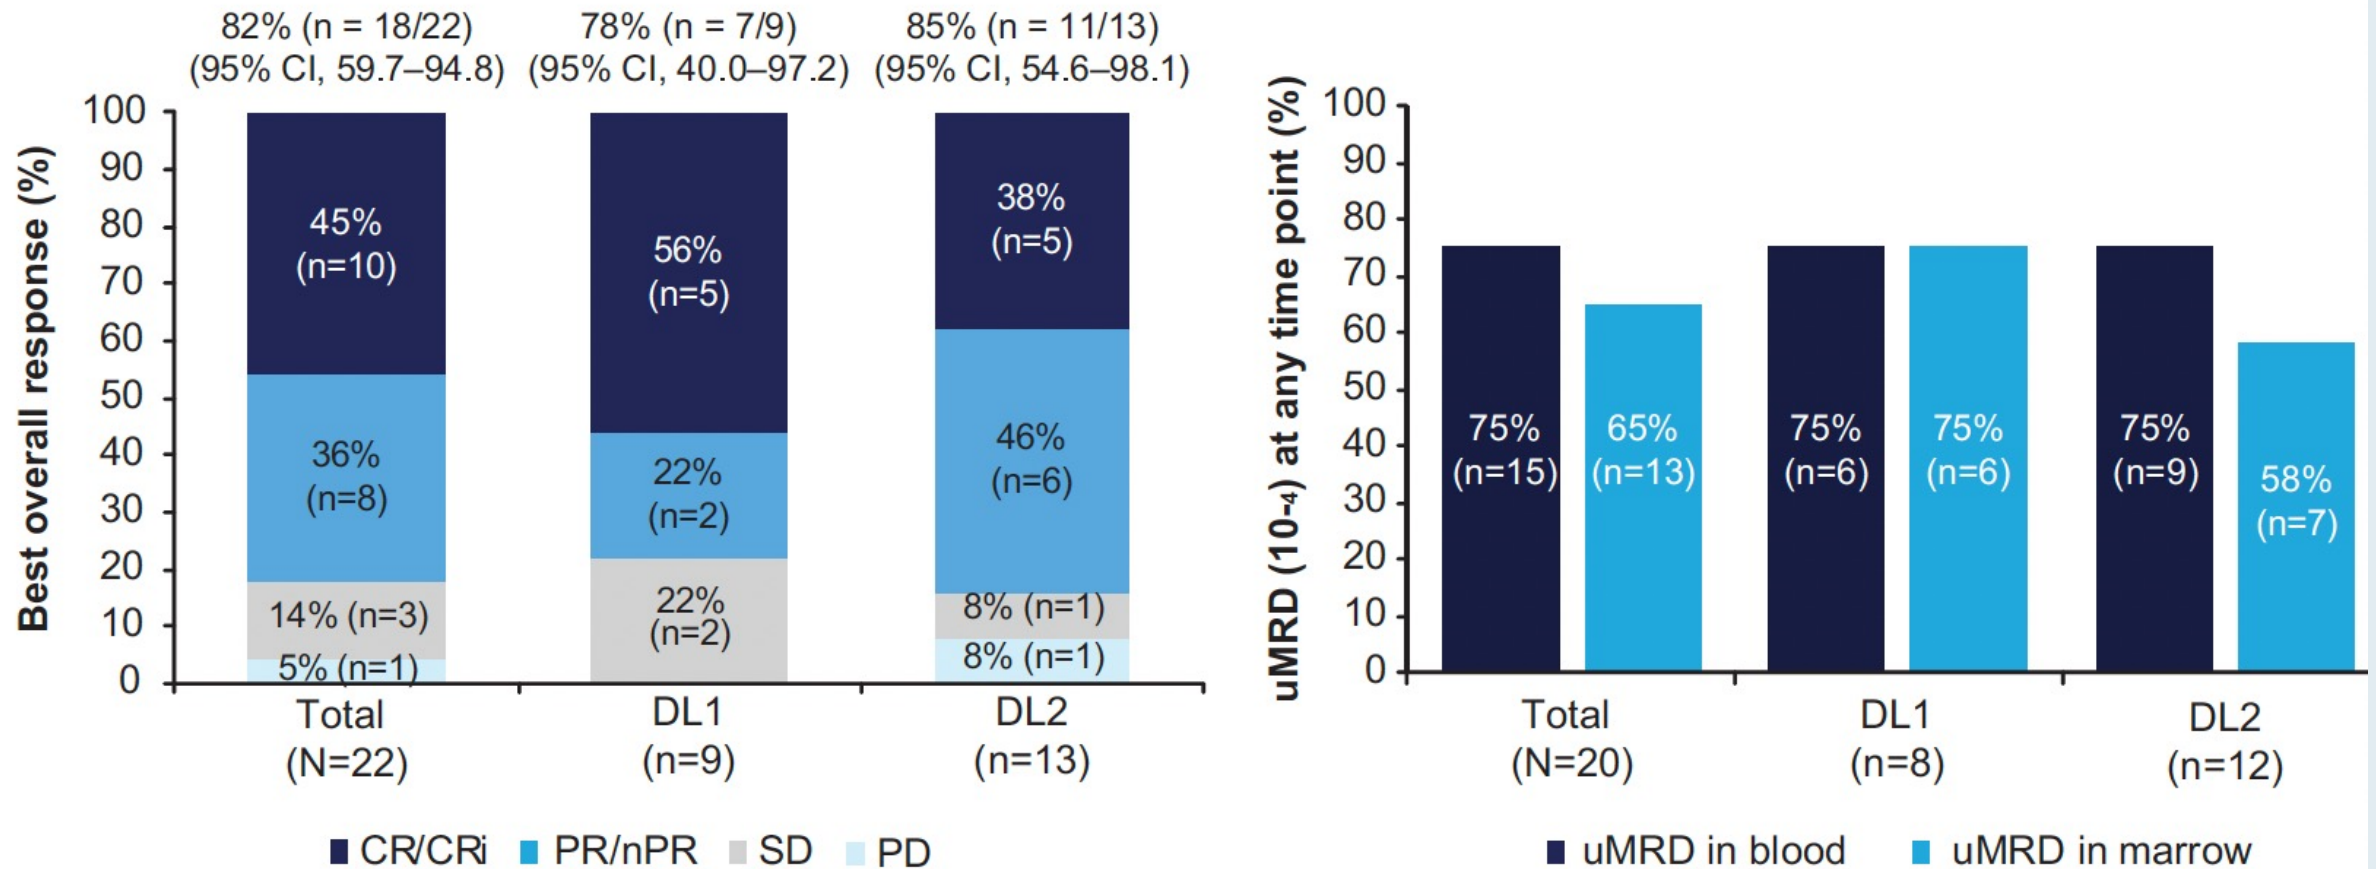 82% (n = 18/22)
(95% CI, 59.7–94.8)
78% (n = 7/9)
(95% CI, 40.0–97.2)
85% (n = 11/13)
(95% CI, 54.6–98.1)
Best overall response (%)
100
90
80
70
60
50
40
30
20
10
0
45%
(n=10)
36%
(n=8)
14% (n=3)
5% (n=1)
56%
(n=5)
22%
(n=2)
22%
(n=2)
38%
(n=5)
46%
(n=6)
8% (n=1)
8% (n=1)
Total
(N=22)
DL1
(n=9)
DL2
(n=13)
CR/CRi
PR/nPR
SD
PD
uMRD (10-4) at any time point (%)
100
90
80
70
60
50
40
30
20
10
0
75%
(n=15)
65%
(n=13)
75%
(n=6)
75%
(n=6)
75%
(n=9)
58%
(n=7)
Total
(N=20)
DL1
(n=8)
DL2
(n=12)
uMRD in blood
uMRD in marrow